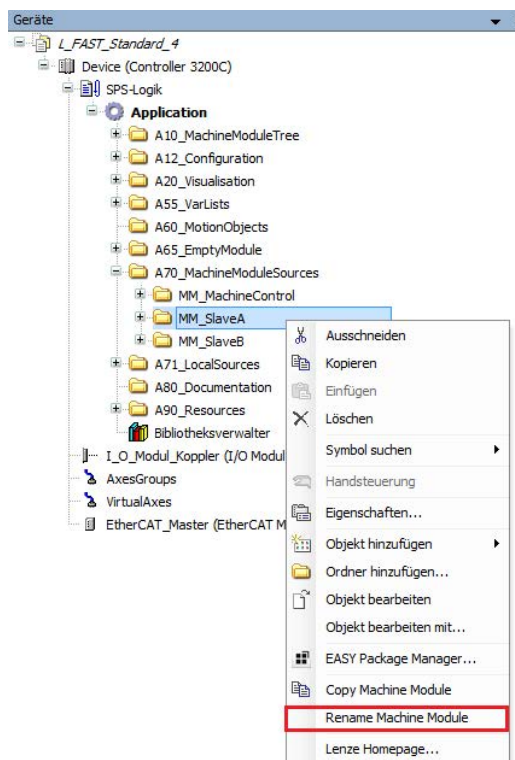 Geräte
L_FAST_Standard_4
Device (Controller 3200C)
SPS-Logik
Application
A10_MachineModuleTree
A12_Configuration
A20_Visualisation
A55_VarLists
A60_MotionObjects
A65_EmptyModule
A70_MachineModuleSources
MM_MachineControl
MM_SlaveA
MM_SlaveB
A71_LocalSources
A80_Documentation
A90_Resources
Bibliotheksverwalter
I_O_Modul_Koppler (I/O Modul
AxesGroups
VirtualAxes
EtherCAT_Master (EtherCAT M
Ausschneiden
Kopieren
Einfügen
Löschen
Symbol suchen
Handsteuerung
Eigenschaften...
Objekt hinzufügen
Ordner hinzufügen...
Objekt bearbeiten
Objekt bearbeiten mit...
EASY Package Manager...
Copy Machine Module
Rename Machine Module
Lenze Homepage...